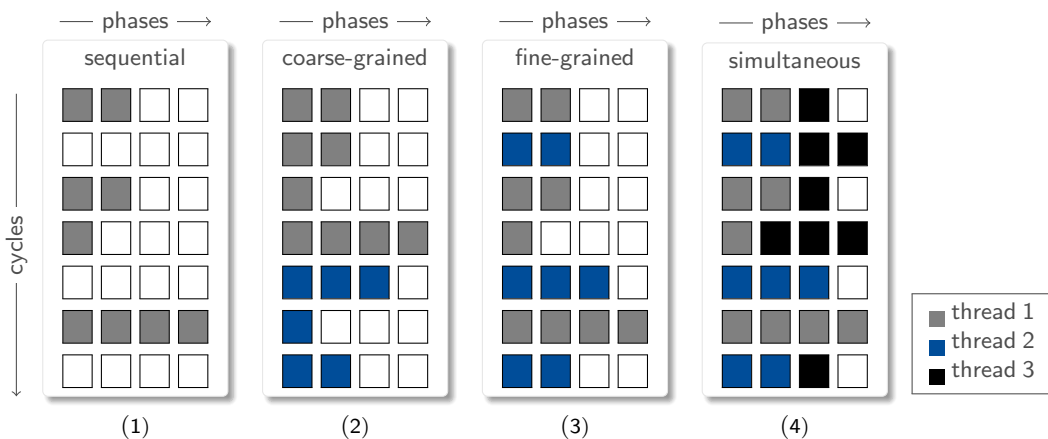 phases
phases
phases
phases
sequential
coarse-grained
fine-grained
simultaneous
cycles
thread 1
thread 2
thread 3
(1)
(2)
(3)
(4)